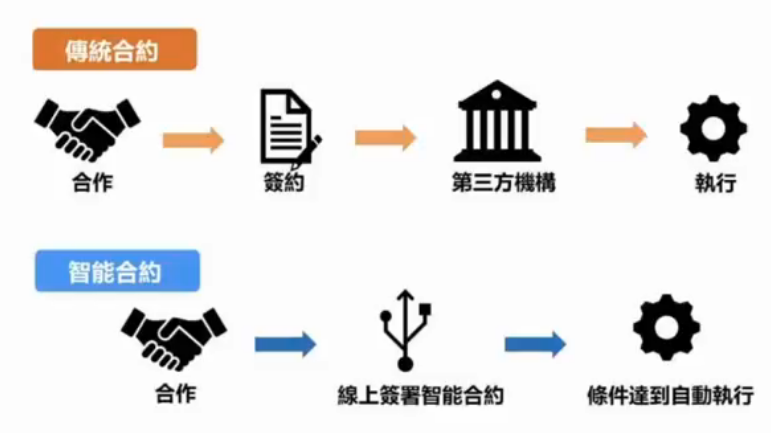 傳統合約
合作
簽約
第三方機構
執行
智能合約
合作
線上簽署智能合約
條件達到自動執行